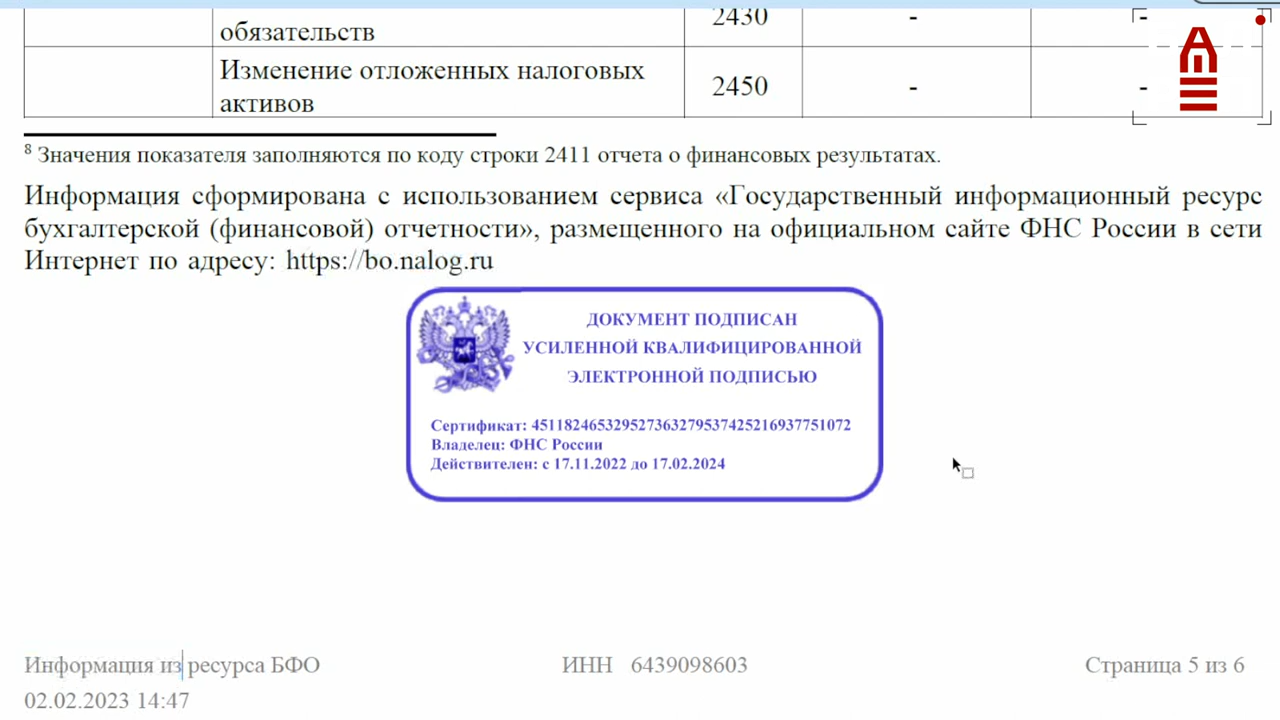 обязательств 2430 - -
Изменение отложенных налоговых
активов 2450 - -
8 Значения показателя заполняются по коду строки 2411 отчета о финансовых результатах.
Информация сформирована с использованием сервиса «Государственный информационный ресурс
бухгалтерской (финансовой) отчетности», размещенного на официальном сайте ФНС России в сети
Интернет по адресу: https://bo.nalog.ru
ДОКУМЕНТ ПОДПИСАН
УСИЛЕННОЙ КВАЛИФИЦИРОВАННОЙ
ЭЛЕКТРОННОЙ ПОДПИСЬЮ
Сертификат: 451182465329527363279537425216937751072
Владелец: ФНС России
Действителен: с 17.11.2022 до 17.02.2024
Информация из ресурса БФО ИНН 6439098603 Страница 5 из 6
02.02.2023 14:47